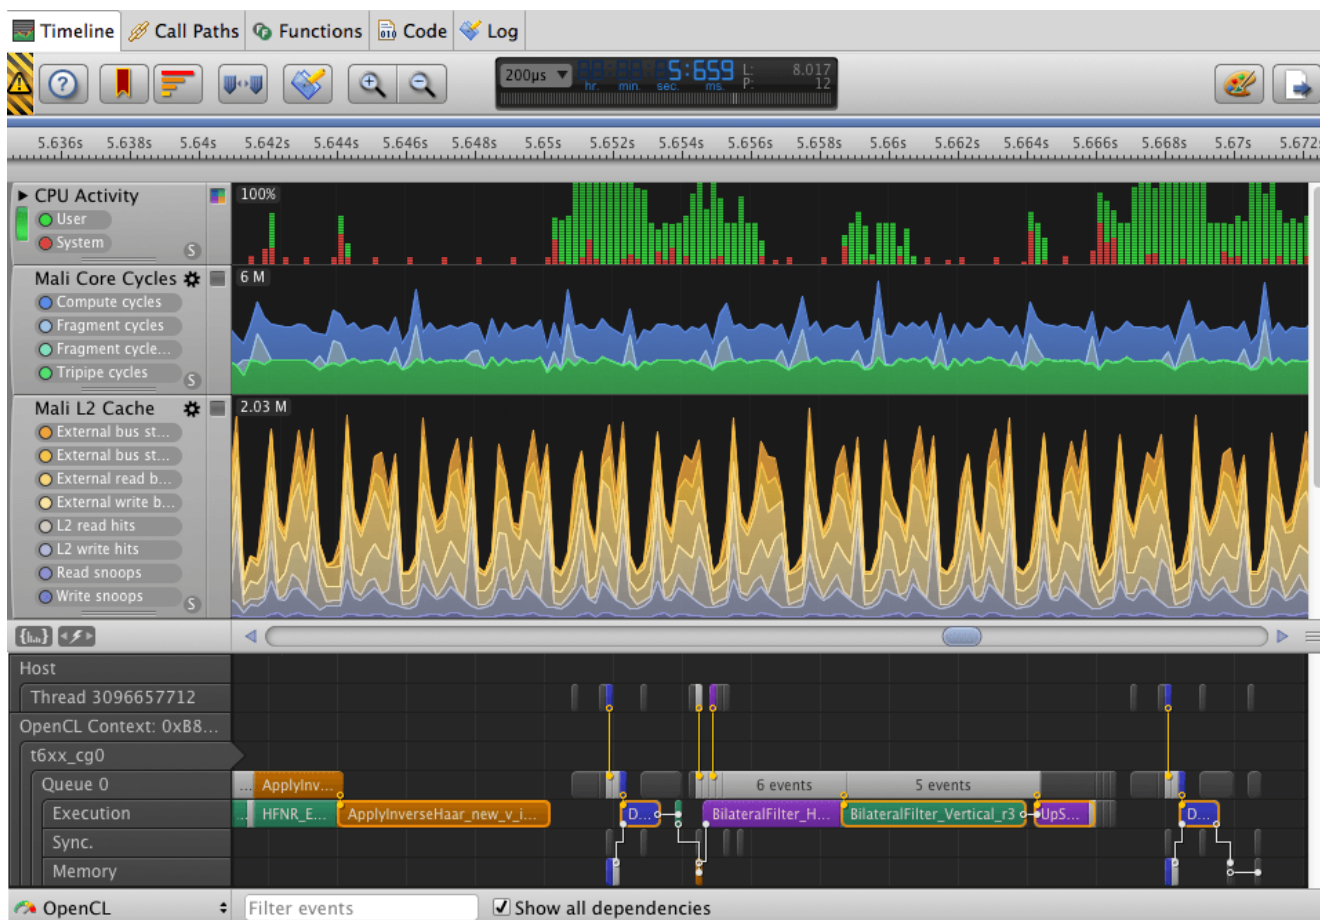 Timeline Call Paths Functions Code Log
200µs 5:659 L: 8.017
hr. min. sec. ms. P: 12
5.636s 5.638s 5.64s 5.642s 5.644s 5.646s 5.648s 5.65s 5.652s 5.654s 5.656s 5.658s 5.66s 5.662s 5.664s 5.666s 5.668s 5.67s 5.672s
CPU Activity 100%
User
System
S
Mali Core Cycles 6 M
Compute cycles
Fragment cycles
Fragment cycle...
Tripipe cycles
S
Mali L2 Cache 2.03 M
External bus st...
External bus st...
External read b...
External write b...
L2 read hits
L2 write hits
Read snoops
Write snoops
S
Host
Thread 3096657712
OpenCL Context: 0xB8...
t6xx_cg0
Queue 0 ... ApplyInv... 6 events 5 events
Execution ... HFNR_E... ApplyInverseHaar_new_v_i... D... BilateralFilter_H... BilateralFilter_Vertical_r3 UpS... D...
Sync.
Memory
OpenCL Filter events Show all dependencies